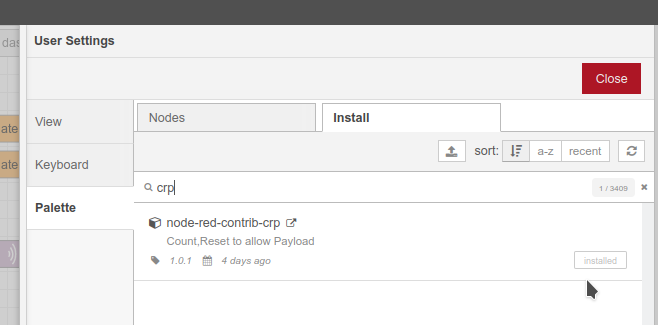 das
User Settings
Close
ate
ate
View
Keyboard
Palette
Nodes
Install
sort: a-z recent
crp
1 / 3409
node-red-contrib-crp
Count,Reset to allow Payload
1.0.1 4 days ago
installed